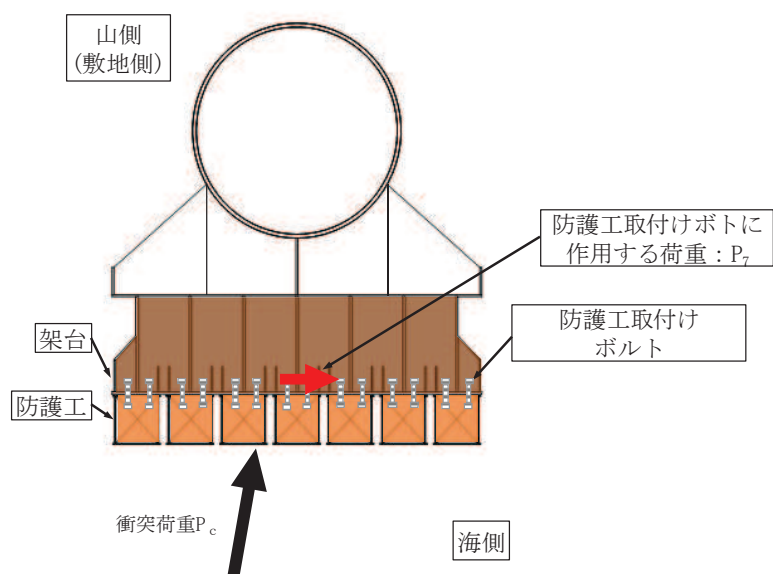 山側
(敷地側)
防護工取付けボトに
作用する荷重：P₇
防護工取付け
ボルト
架台
防護工
衝突荷重Pc
海側